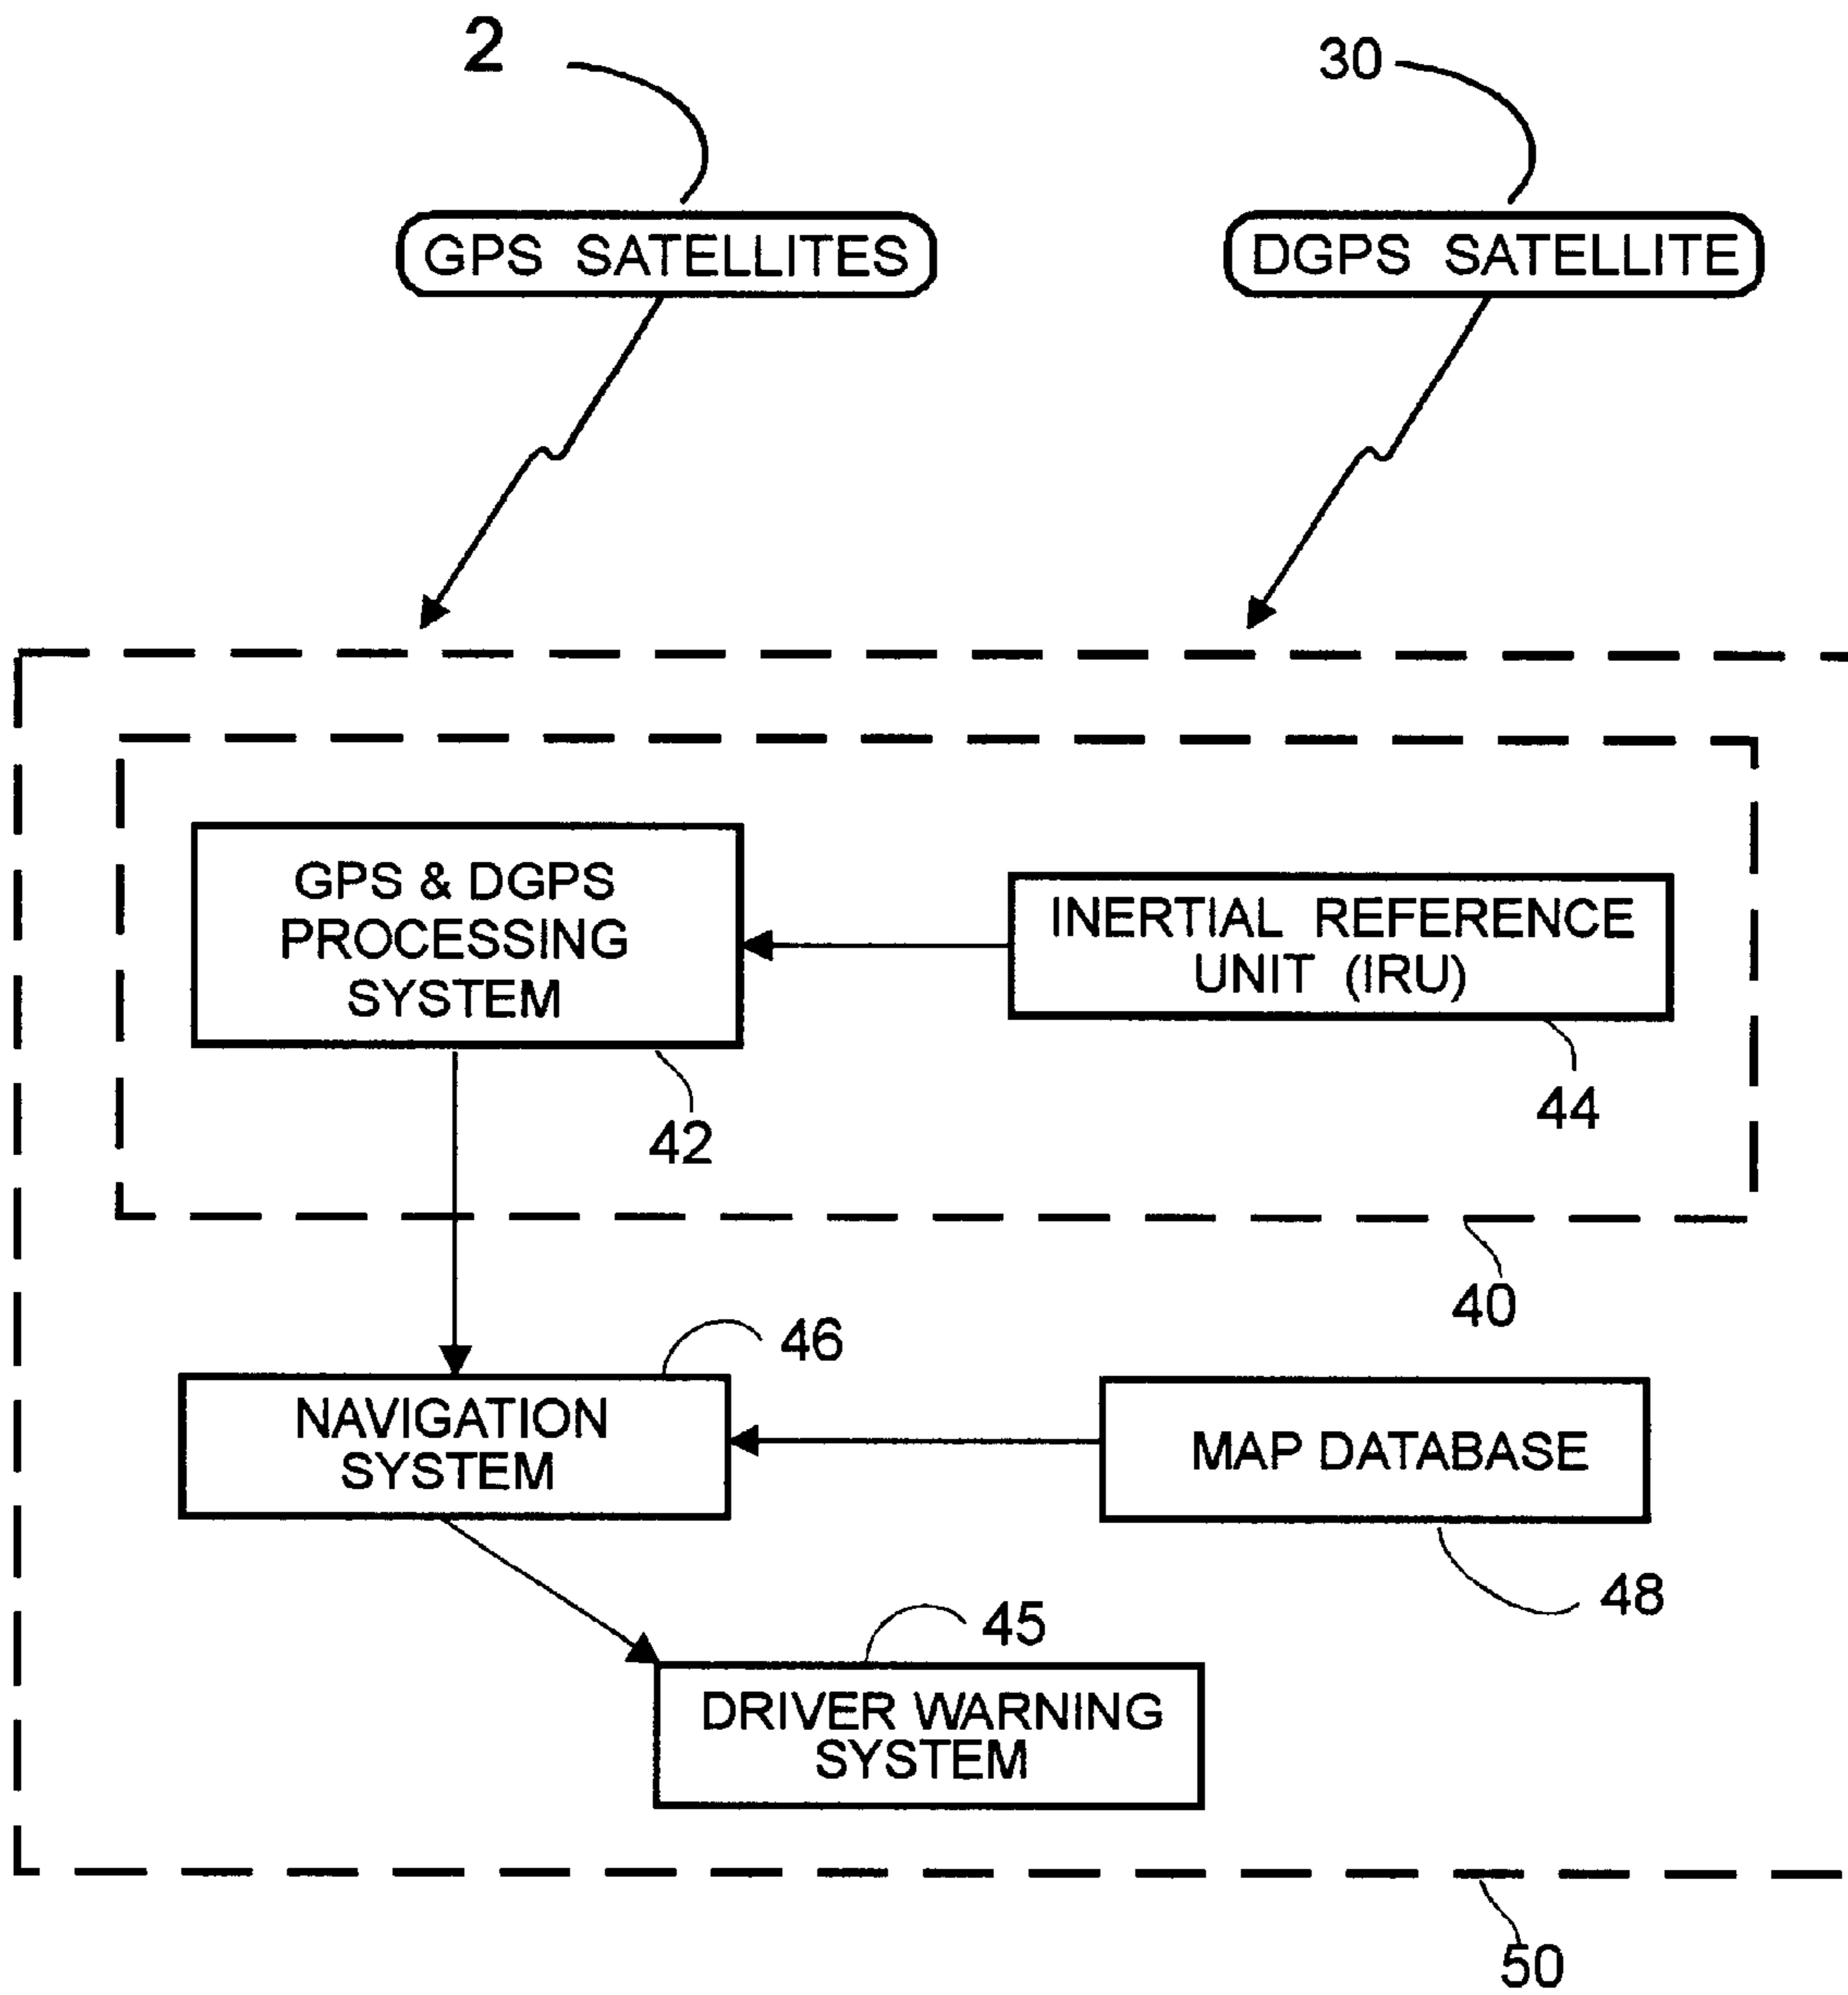 2
30
GPS SATELLITES
DGPS SATELLITE
GPS & DGPS
PROCESSING
SYSTEM
INERTIAL REFERENCE
UNIT (IRU)
44
42
40
46
NAVIGATION
SYSTEM
MAP DATABASE
48
45
DRIVER WARNING
SYSTEM
50